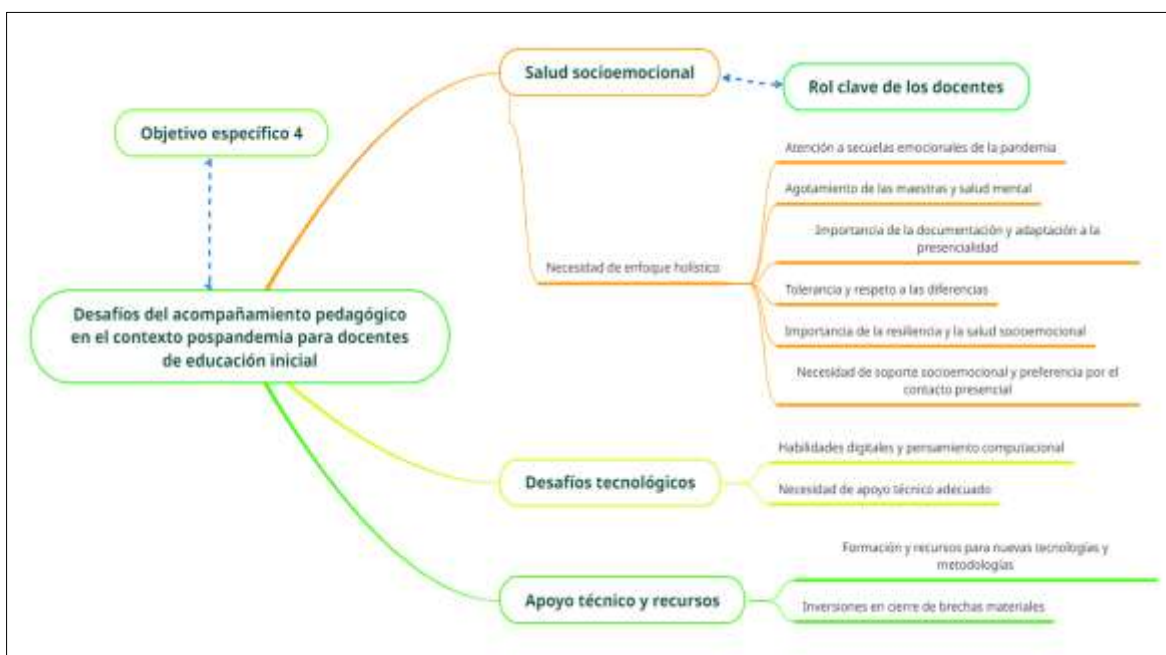 Salud socioemocional
Rol clave de los docentes
Objetivo específico 4
Atención a secuelas emocionales de la pandemia
Agotamiento de las maestras y salud mental
Importancia de la documentación y adaptación a la
presencialidad
Necesidad de enfoque holístico
Tolerancia y respeto a las diferencias
Importancia de la resiliencia y la salud socioemocional
Necesidad de soporte socioemocional y preferencia por el
contacto presencial
Desafíos del acompañamiento pedagógico
en el contexto pospandemia para docentes
de educación inicial
Desafíos tecnológicos
Habilidades digitales y pensamiento computacional
Necesidad de apoyo técnico adecuado
Apoyo técnico y recursos
Formación y recursos para nuevas tecnologías y
metodologías
Inversiones en cierre de brechas materiales